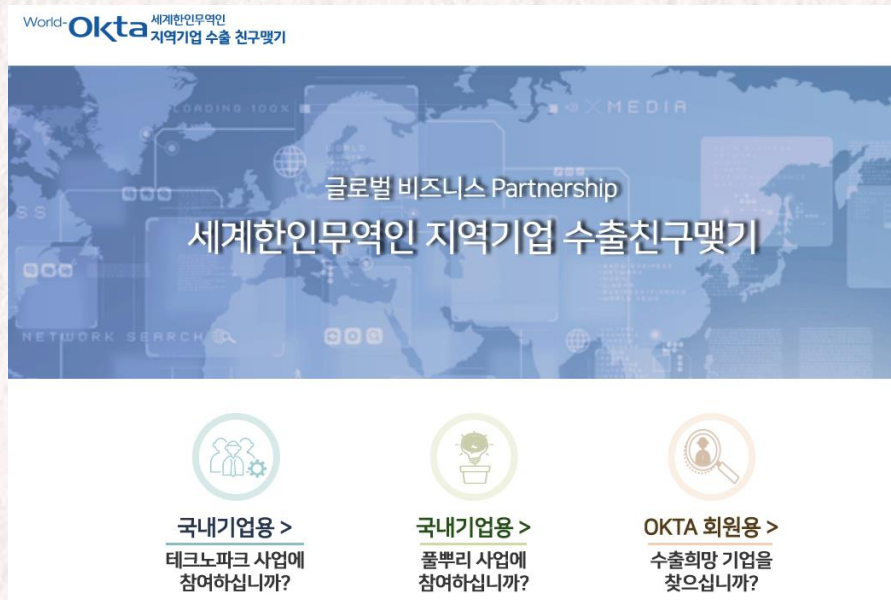 World-Okta 세계한인무역인
지역기업 수출 친구맺기
LOADING 100%
MEDIA
WORLD
글로벌 비즈니스 Partnership
세계한인무역인 지역기업 수출친구맺기
NETWORK SEARCH
국내기업용 >
테크노파크 사업에
참여하십니까?
국내기업용 >
풀뿌리 사업에
참여하십니까?
OKTA 회원용 >
수출희망 기업을
찾으십니까?